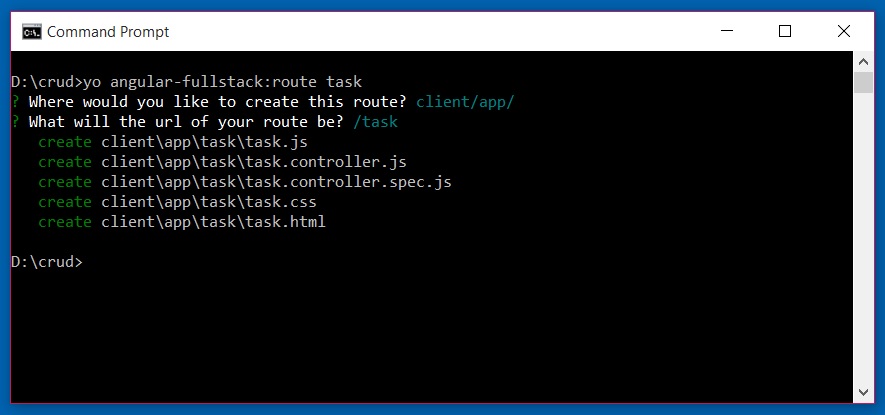 Command Prompt
D:\crud>yo angular-fullstack:route task
? Where would you like to create this route? client/app/
? What will the url of your route be? /task
create client\app\task\task.js
create client\app\task\task.controller.js
create client\app\task\task.controller.spec.js
create client\app\task\task.css
create client\app\task\task.html
D:\crud>